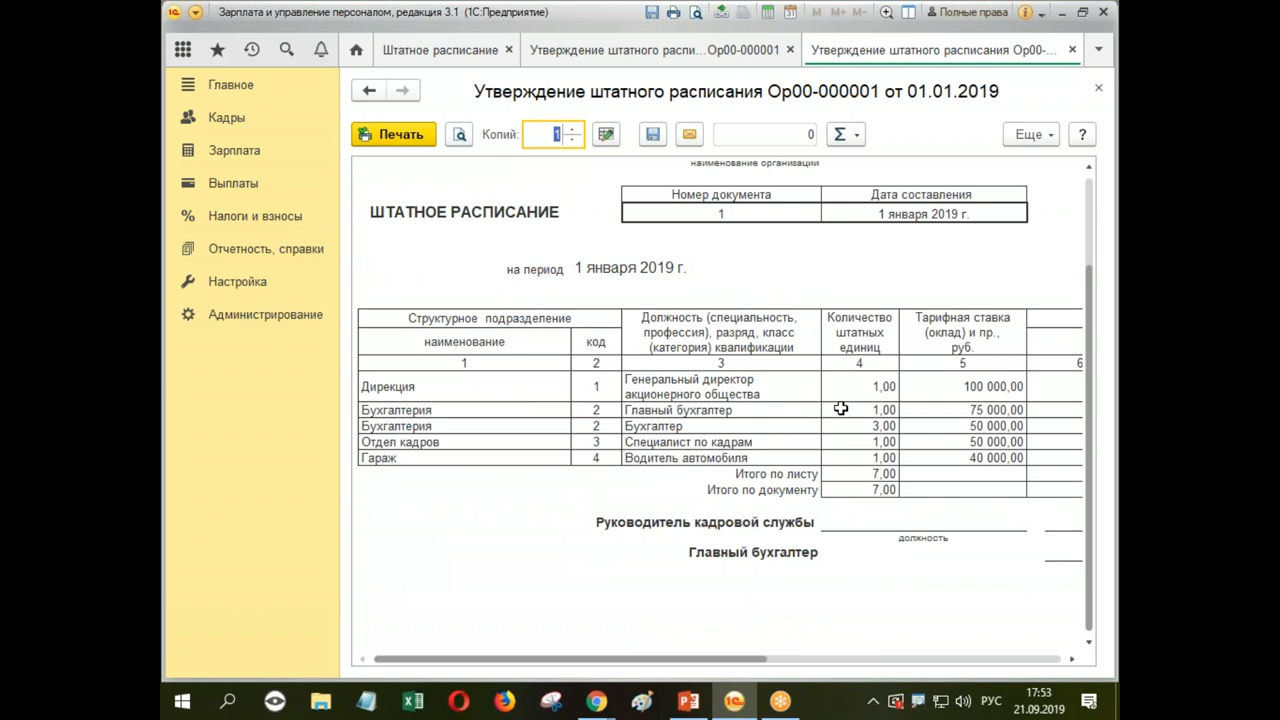 Зарплата и управление персоналом, редакция 3.1 (1С:Предприятие)
M M+ M-
Полные права
Штатное расписание
Утверждение штатного распи...Ор00-000001
Утверждение штатного расписания Ор00-...
Главное
Кадры
Зарплата
Выплаты
Налоги и взносы
Отчетность, справки
Настройка
Администрирование
Утверждение штатного расписания Ор00-000001 от 01.01.2019
Печать
Копий: 1
0
Σ
Еще
?
наименование организации
Номер документа Дата составления
ШТАТНОЕ РАСПИСАНИЕ 1 1 января 2019 г.
на период 1 января 2019 г.
Структурное подразделение
наименование код
Должность (специальность,
профессия), разряд, класс
(категория) квалификации
Количество
штатных
единиц
Тарифная ставка
(оклад) и пр.,
руб.
1 2 3 4 5 6
Дирекция 1 Генеральный директор
акционерного общества 1,00 100 000,00
Бухгалтерия 2 Главный бухгалтер 1,00 75 000,00
Бухгалтерия 2 Бухгалтер 3,00 50 000,00
Отдел кадров 3 Специалист по кадрам 1,00 50 000,00
Гараж 4 Водитель автомобиля 1,00 40 000,00
Итого по листу 7,00
Итого по документу 7,00
Руководитель кадровой службы
должность
Главный бухгалтер
РУС
17:53
21.09.2019